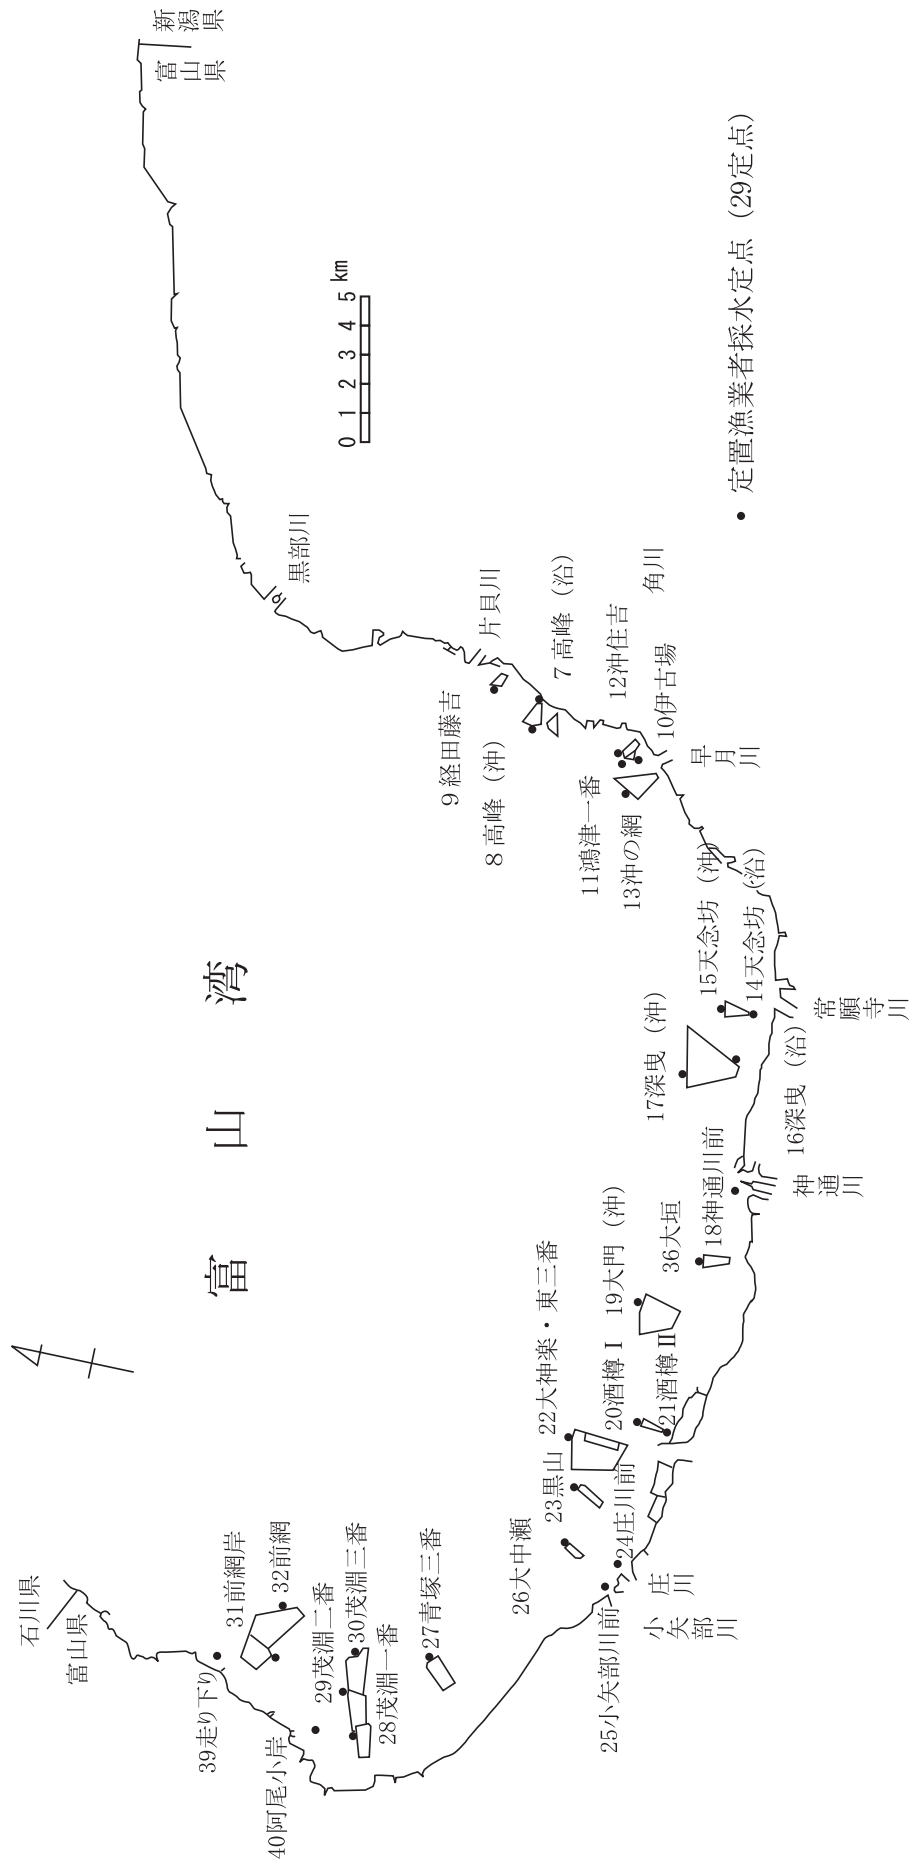 富山湾
石川県
富山県
富山県
新潟県
39走り下り
40阿尾小岸
31前網岸
32前網
29茂淵二番
30茂淵三番
28茂淵一番
27青塚三番
26大中瀬
25小矢部川前
小矢部川
庄川
24庄川前
23黒山
22大神楽・東三番
20酒樽Ⅰ
21酒樽Ⅱ
19大門（沖）
36大垣
18神通川前
神通川
17深曳（沖）
16深曳（沿）
常願寺川
15天念坊（沖）
14天念坊（沿）
13沖の網
11鴻津一番
早月川
10伊古場
12沖住吉
角川
8高峰（沖）
7高峰（沿）
9経田藤吉
片貝川
黒部川
0 1 2 3 4 5 km
● 定置漁業者採水定点（29定点）